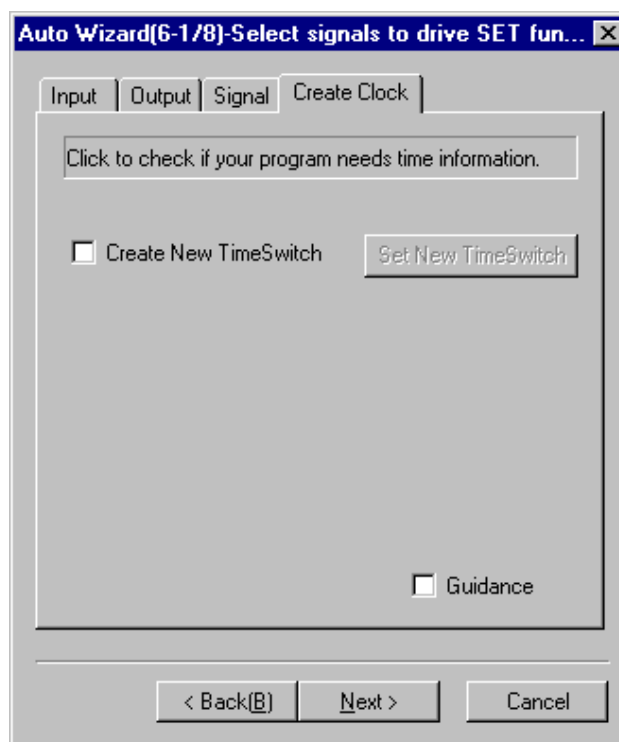 Auto Wizard(6-1/8)-Select signals to drive SET fun...
Input Output Signal Create Clock
Click to check if your program needs time information.
Create New TimeSwitch Set New TimeSwitch
Guidance
< Back(B) Next > Cancel